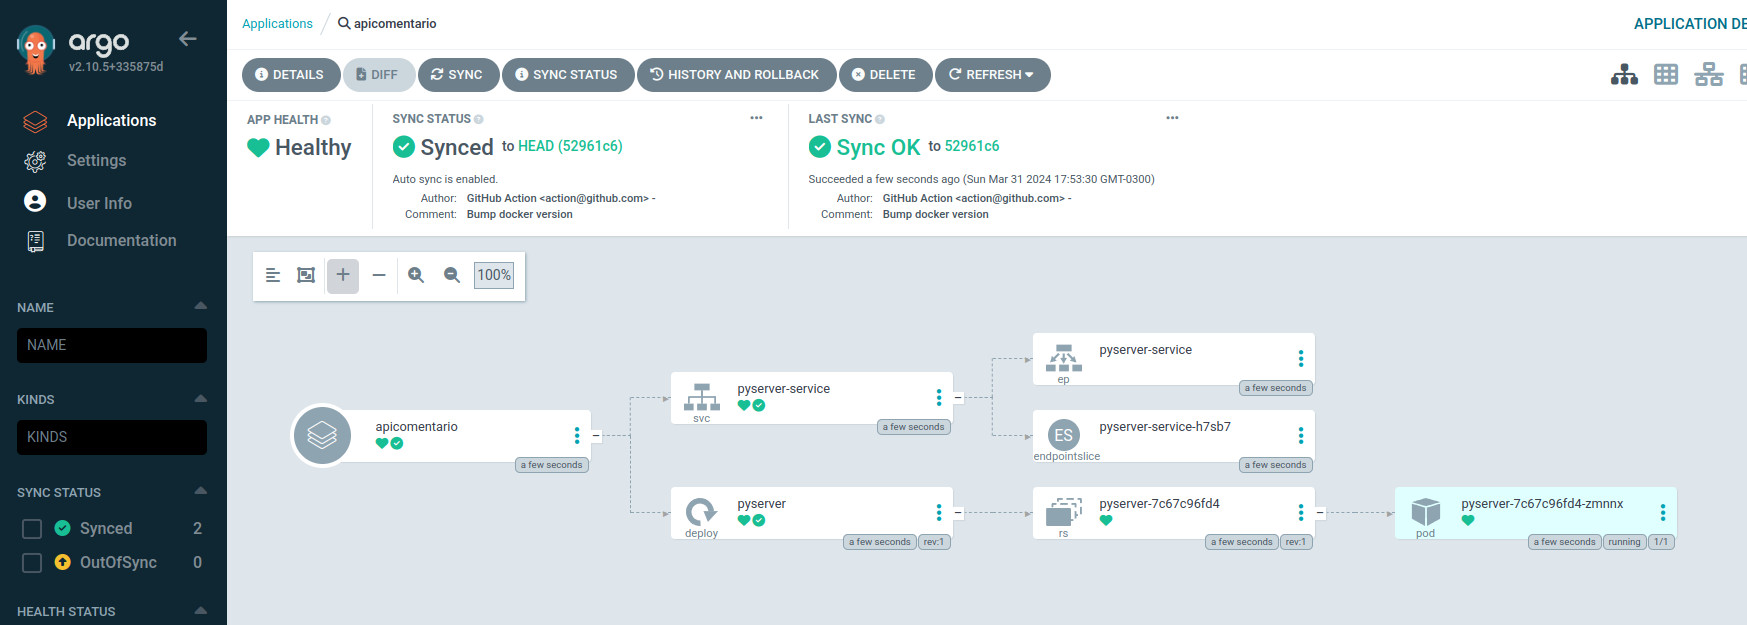 Applications / apicomentario
APPLICATION DE
argo
v2.10.5+335875d
DETAILS DIFF SYNC SYNC STATUS HISTORY AND ROLLBACK DELETE REFRESH
Applications
Settings
User Info
Documentation
NAME
NAME
KINDS
KINDS
SYNC STATUS
Synced 2
OutOfSync 0
HEALTH STATUS
APP HEALTH
Healthy
SYNC STATUS
Synced to HEAD (52961c6)
Auto sync is enabled.
Author: GitHub Action <action@github.com> -
Comment: Bump docker version
LAST SYNC
Sync OK to 52961c6
Succeeded a few seconds ago (Sun Mar 31 2024 17:53:30 GMT-0300)
Author: GitHub Action <action@github.com> -
Comment: Bump docker version
100%
apicomentario
a few seconds
pyserver-service
svc
a few seconds
pyserver
deploy
a few seconds rev:1
pyserver-service
ep
a few seconds
ES
pyserver-service-h7sb7
endpointslice
a few seconds
pyserver-7c67c96fd4
rs
a few seconds rev:1
pyserver-7c67c96fd4-zmnnx
pod
a few seconds running 1/1